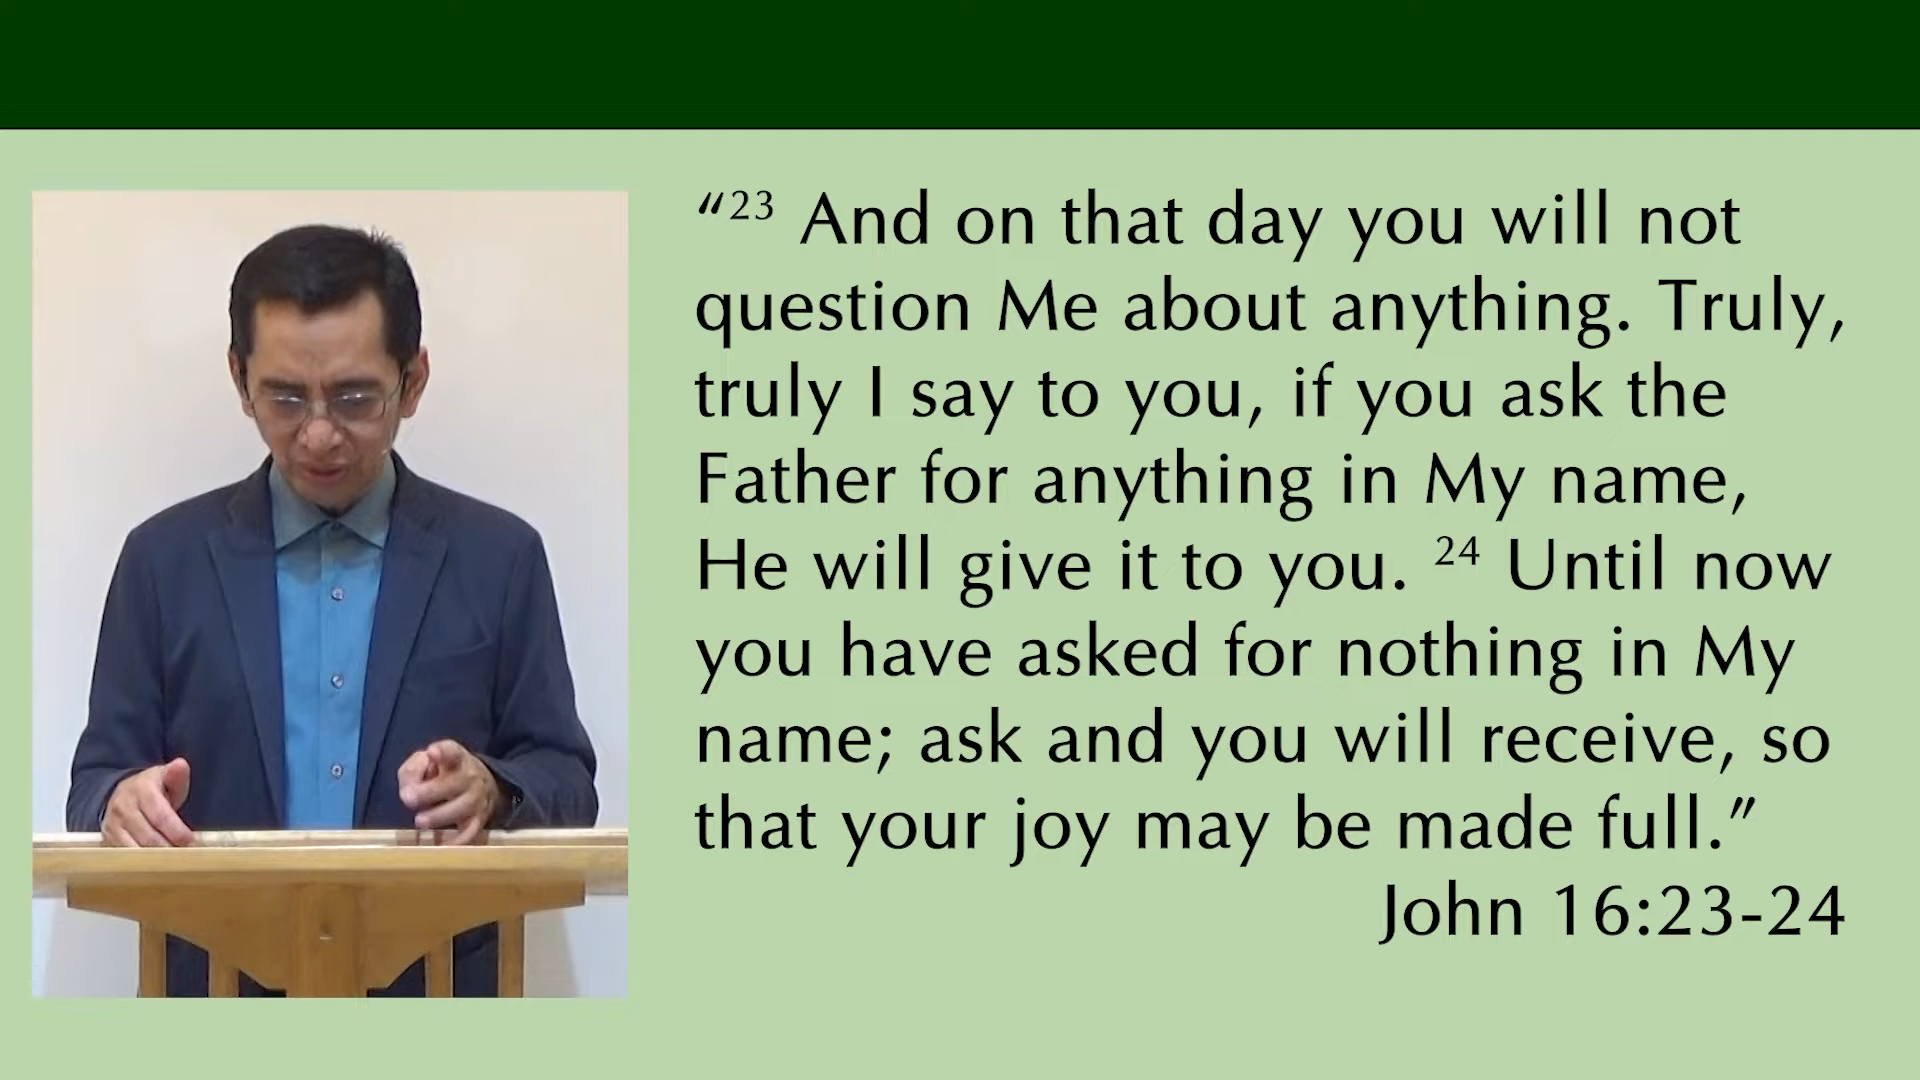 “23 And on that day you will not
question Me about anything. Truly,
truly I say to you, if you ask the
Father for anything in My name,
He will give it to you. 24 Until now
you have asked for nothing in My
name; ask and you will receive, so
that your joy may be made full.”
John 16:23-24